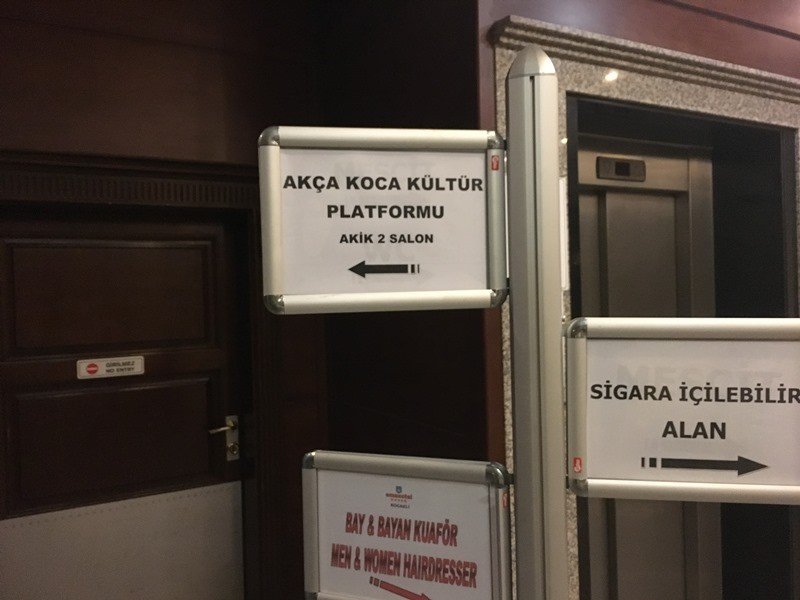 AKÇA KOCA KÜLTÜR
PLATFORMU
AKİK 2 SALON
SİGARA İÇİLEBİLİR
ALAN
GİRİLMEZ
NO ENTRY
KOCAELİ
BAY & BAYAN KUAFÖR
MEN & WOMEN HAIRDRESSER